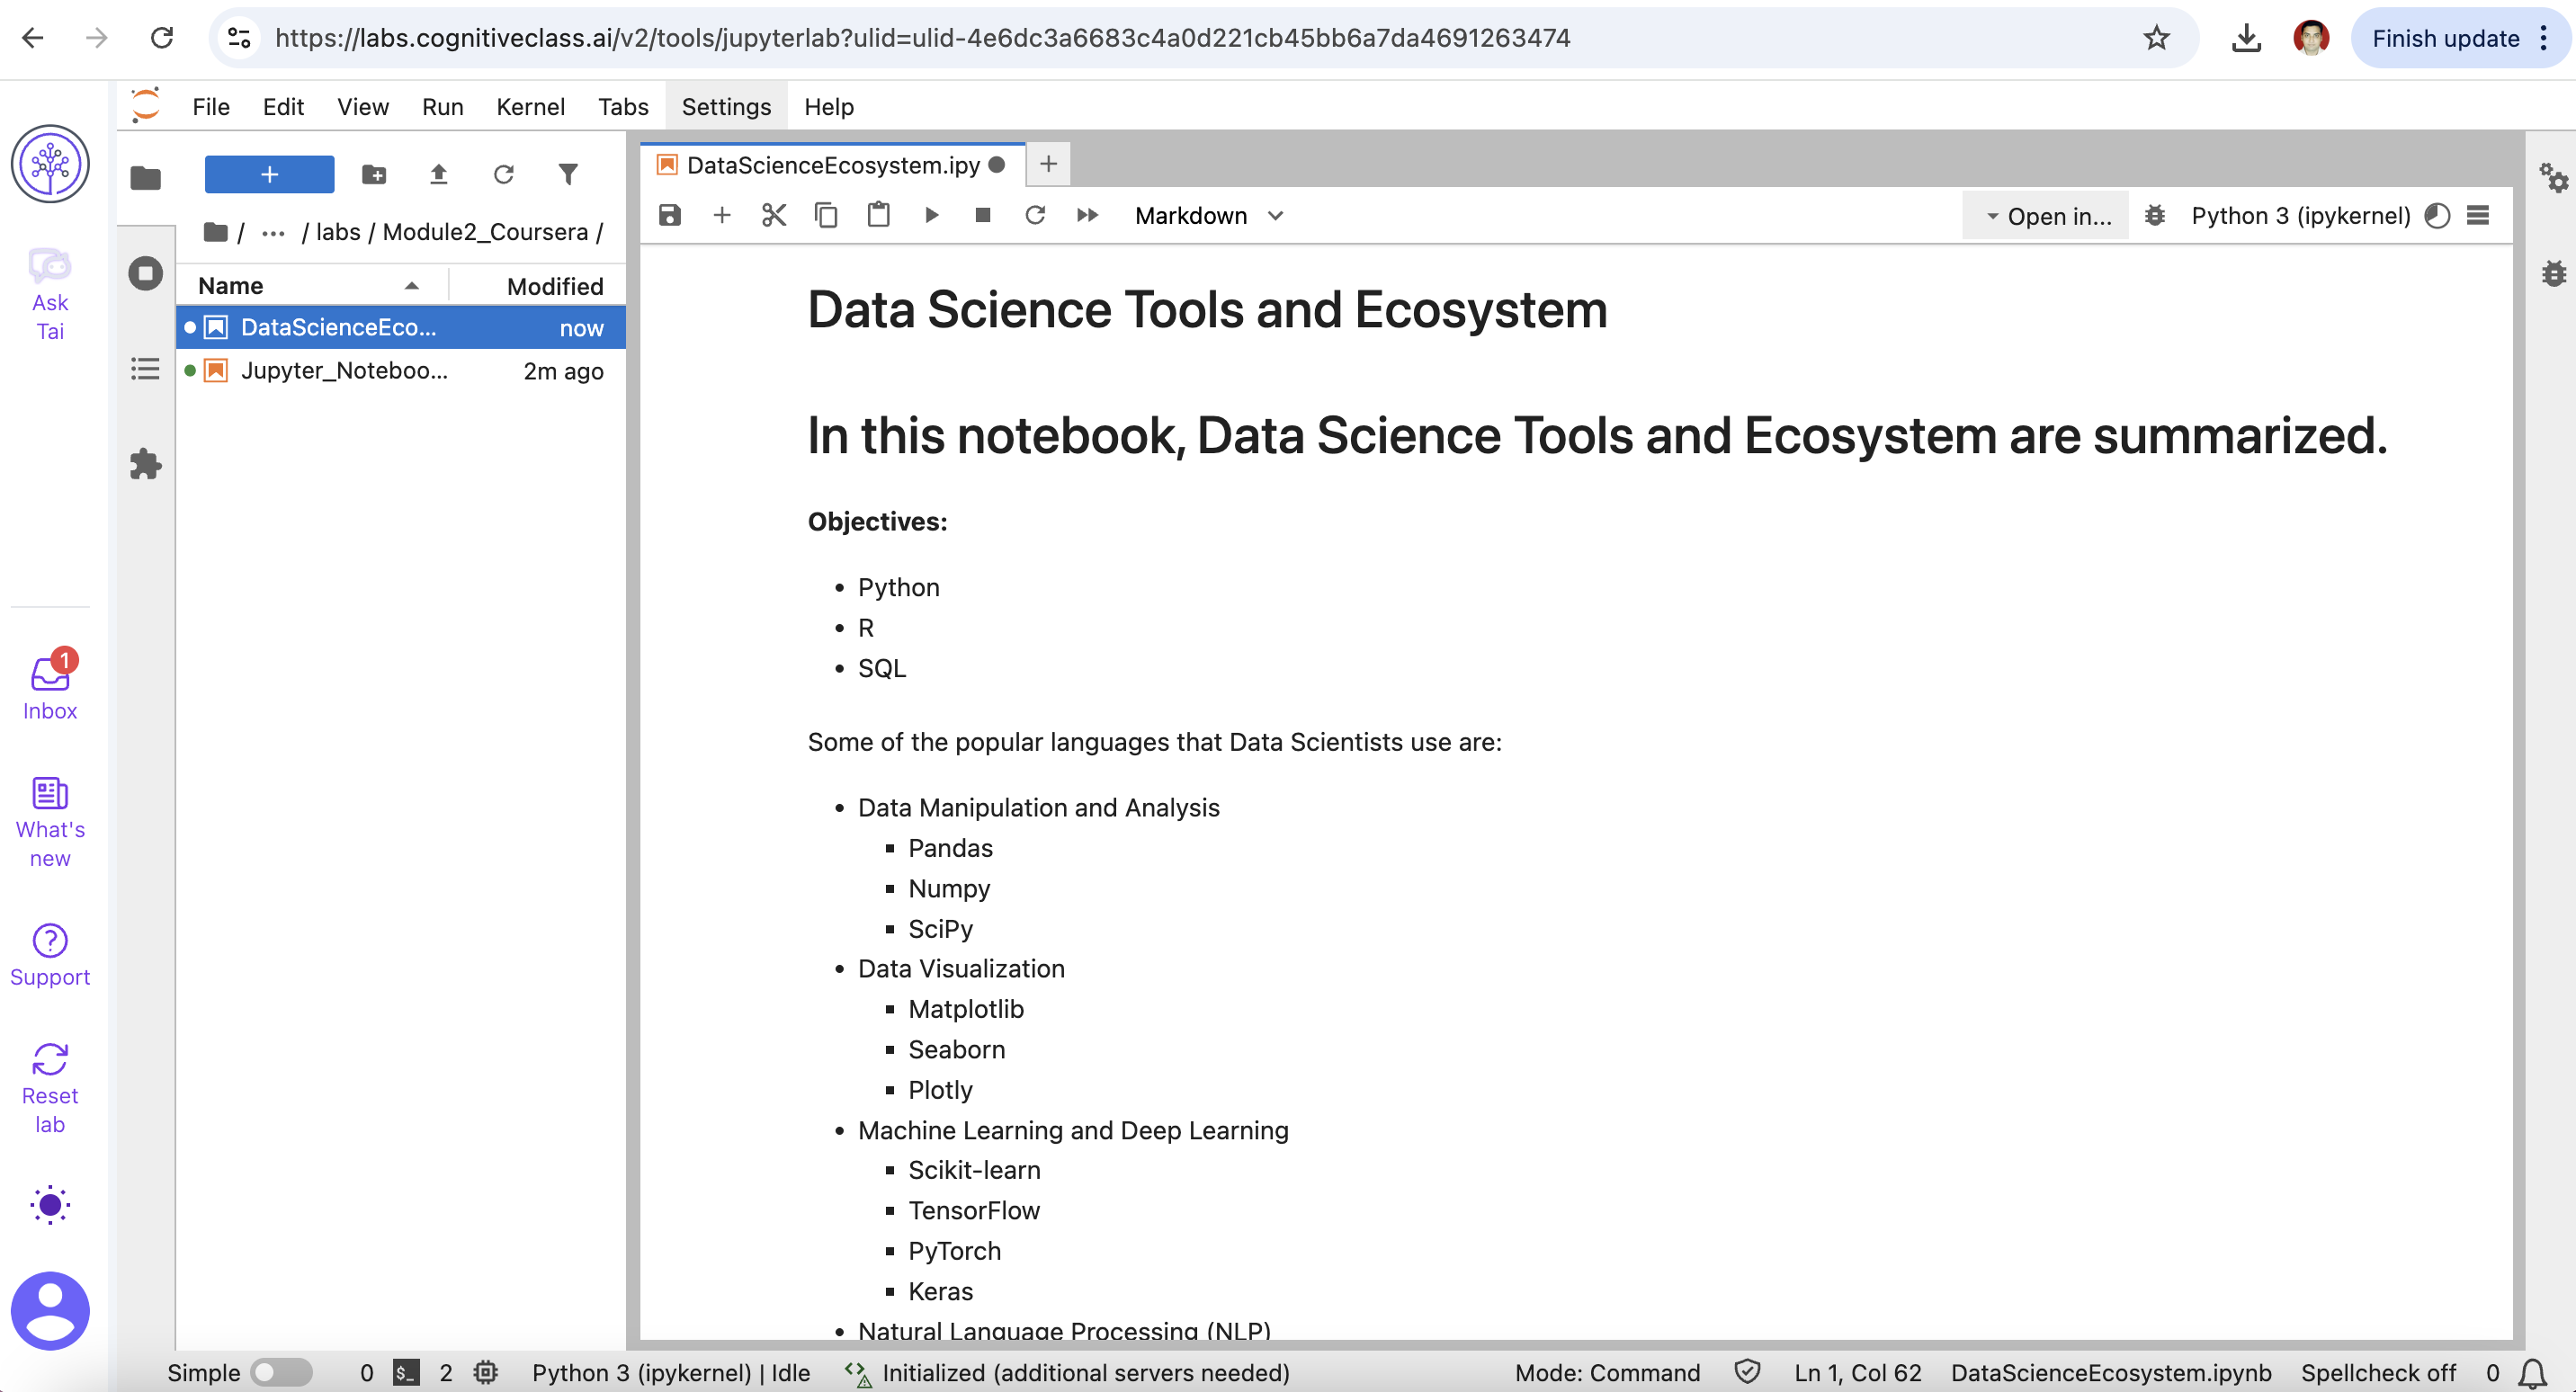 https://labs.cognitiveclass.ai/v2/tools/jupyterlab?ulid=ulid-4e6dc3a6683c4a0d221cb45bb6a7da4691263474
Finish update
File Edit View Run Kernel Tabs Settings Help
Ask
Tai
Inbox
1
What's
new
Support
Reset
lab
+
/ ... / labs / Module2_Coursera /
Name Modified
DataScienceEco... now
Jupyter_Noteboo... 2m ago
DataScienceEcosystem.ipy
Markdown
Open in...
Python 3 (ipykernel)
Data Science Tools and Ecosystem
In this notebook, Data Science Tools and Ecosystem are summarized.
Objectives:
• Python
• R
• SQL
Some of the popular languages that Data Scientists use are:
• Data Manipulation and Analysis
▪ Pandas
▪ Numpy
▪ SciPy
• Data Visualization
▪ Matplotlib
▪ Seaborn
▪ Plotly
• Machine Learning and Deep Learning
▪ Scikit-learn
▪ TensorFlow
▪ PyTorch
▪ Keras
• Natural Language Processing (NLP)
Simple 0 $_ 2 Python 3 (ipykernel) | Idle Initialized (additional servers needed) Mode: Command Ln 1, Col 62 DataScienceEcosystem.ipynb Spellcheck off 0